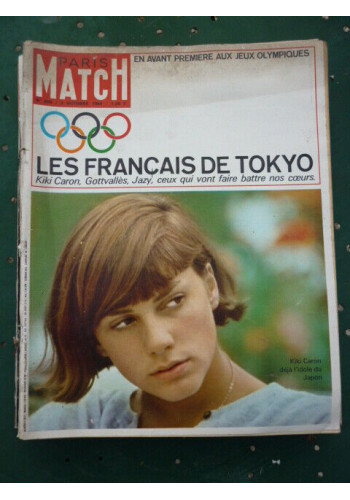 EN AVANT PREMIERE AUX JEUX OLYMPIQUES
PARIS
MATCH
LES FRANÇAIS DE TOKYO
Kiki Caron, Gottvallès, Jazy, ceux qui vont faire battre nos cœurs.
Kiki Caron
déjà l'idole du
Japon